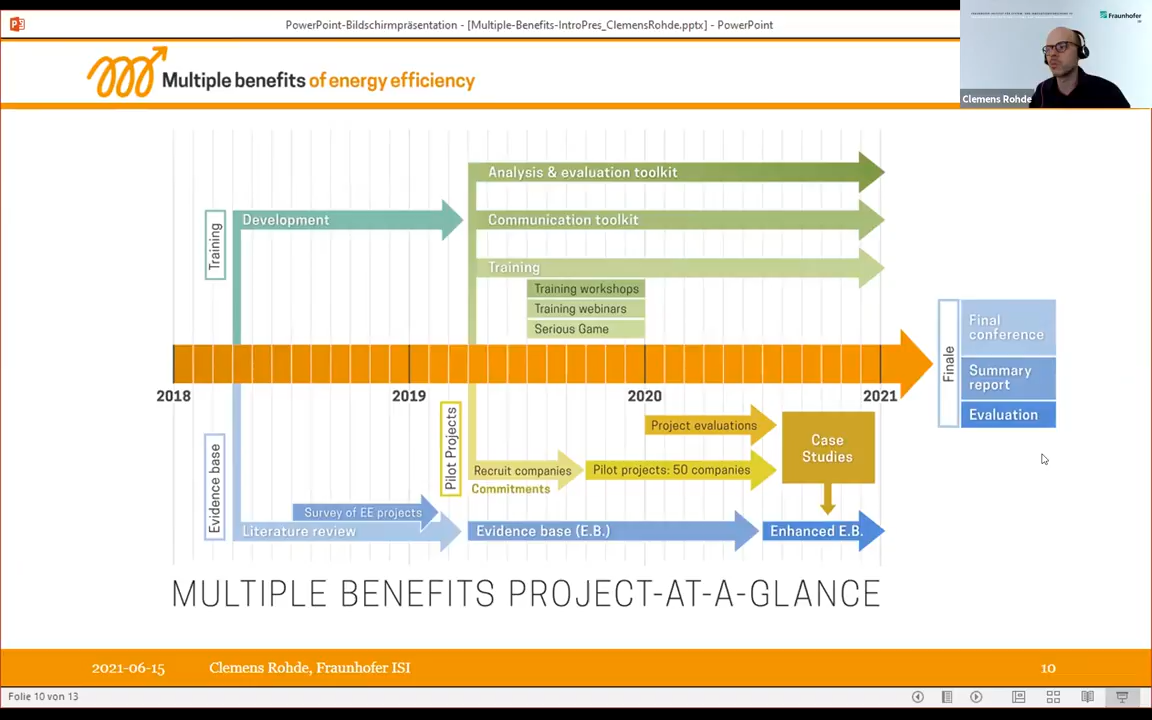 PowerPoint-Bildschirmpräsentation - [Multiple-Benefits-IntroPres_ClemensRohde.pptx] - PowerPoint
Fraunhofer
Clemens Rohde
Multiple benefits of energy efficiency
Analysis & evaluation toolkit
Training
Development
Communication toolkit
Training
Training workshops
Training webinars
Serious Game
Finale
Final
conference
Summary
report
Evaluation
2018
2019
2020
2021
Pilot Projects
Project evaluations
Case
Studies
Recruit companies
Pilot projects: 50 companies
Commitments
Evidence base
Survey of EE projects
Literature review
Evidence base (E.B.)
Enhanced E.B.
MULTIPLE BENEFITS PROJECT-AT-A-GLANCE
2021-06-15
Clemens Rohde, Fraunhofer ISI
10
Folie 10 von 13